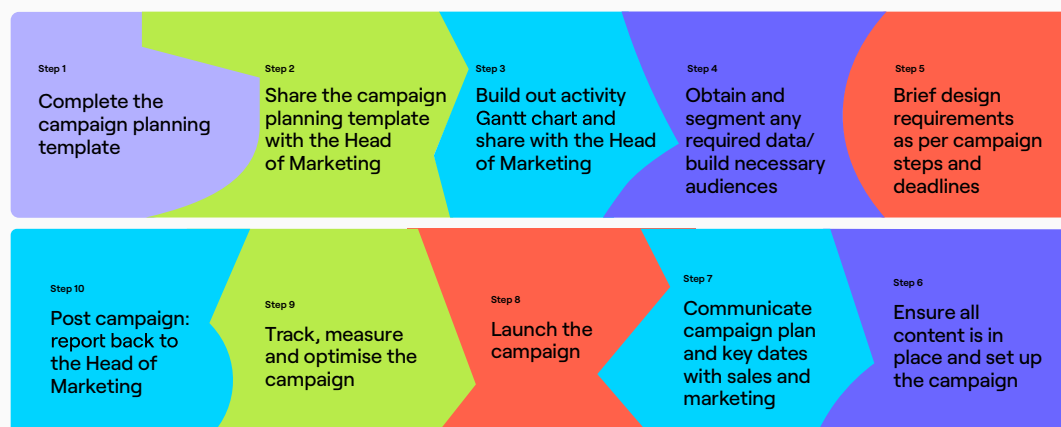 Step 1
Complete the
campaign planning
template
Step 2
Share the campaign
planning template
with the Head
of Marketing
Step 3
Build out activity
Gantt chart and
share with the Head
of Marketing
Step 4
Obtain and
segment any
required data/
build necessary
audiences
Step 5
Brief design
requirements
as per campaign
steps and
deadlines
Step 6
Ensure all
content is in
place and set up
the campaign
Step 7
Communicate
campaign plan
and key dates
with sales and
marketing
Step 8
Launch the
campaign
Step 9
Track, measure
and optimise the
campaign
Step 10
Post campaign:
report back to
the Head of
Marketing